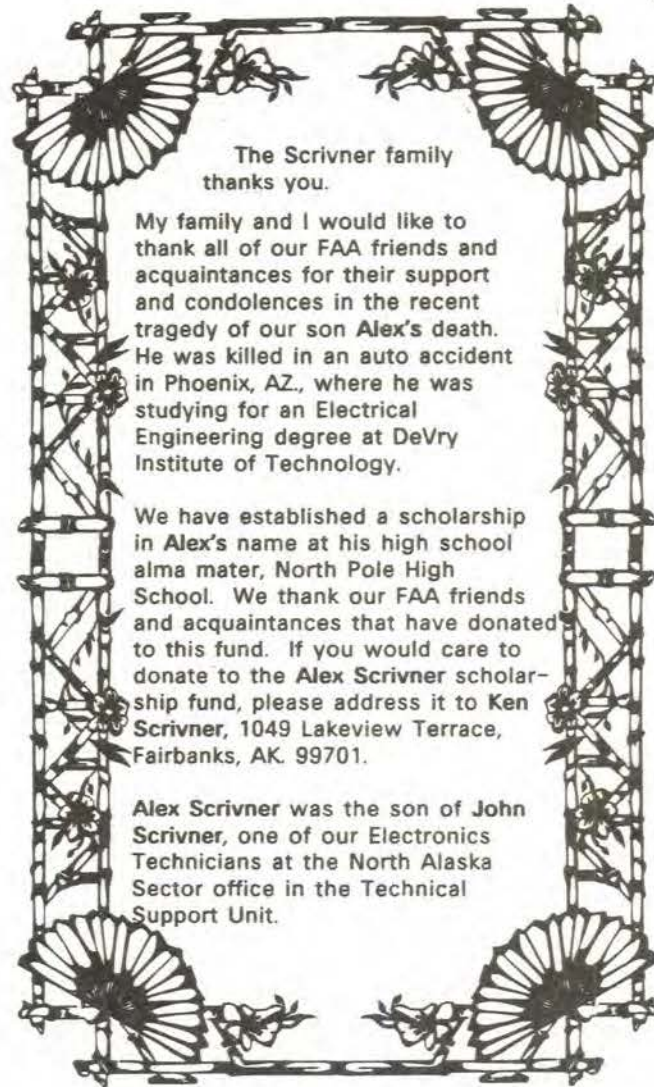 The Scrivner family
thanks you.
My family and I would like to
thank all of our FAA friends and
acquaintances for their support
and condolences in the recent
tragedy of our son Alex's death.
He was killed in an auto accident
in Phoenix, AZ., where he was
studying for an Electrical
Engineering degree at DeVry
Institute of Technology.
We have established a scholarship
in Alex's name at his high school
alma mater, North Pole High
School. We thank our FAA friends
and acquaintances that have donated
to this fund. If you would care to
donate to the Alex Scrivner scholar-
ship fund, please address it to Ken
Scrivner, 1049 Lakeview Terrace,
Fairbanks, AK. 99701.
Alex Scrivner was the son of John
Scrivner, one of our Electronics
Technicians at the North Alaska
Sector office in the Technical
Support Unit.